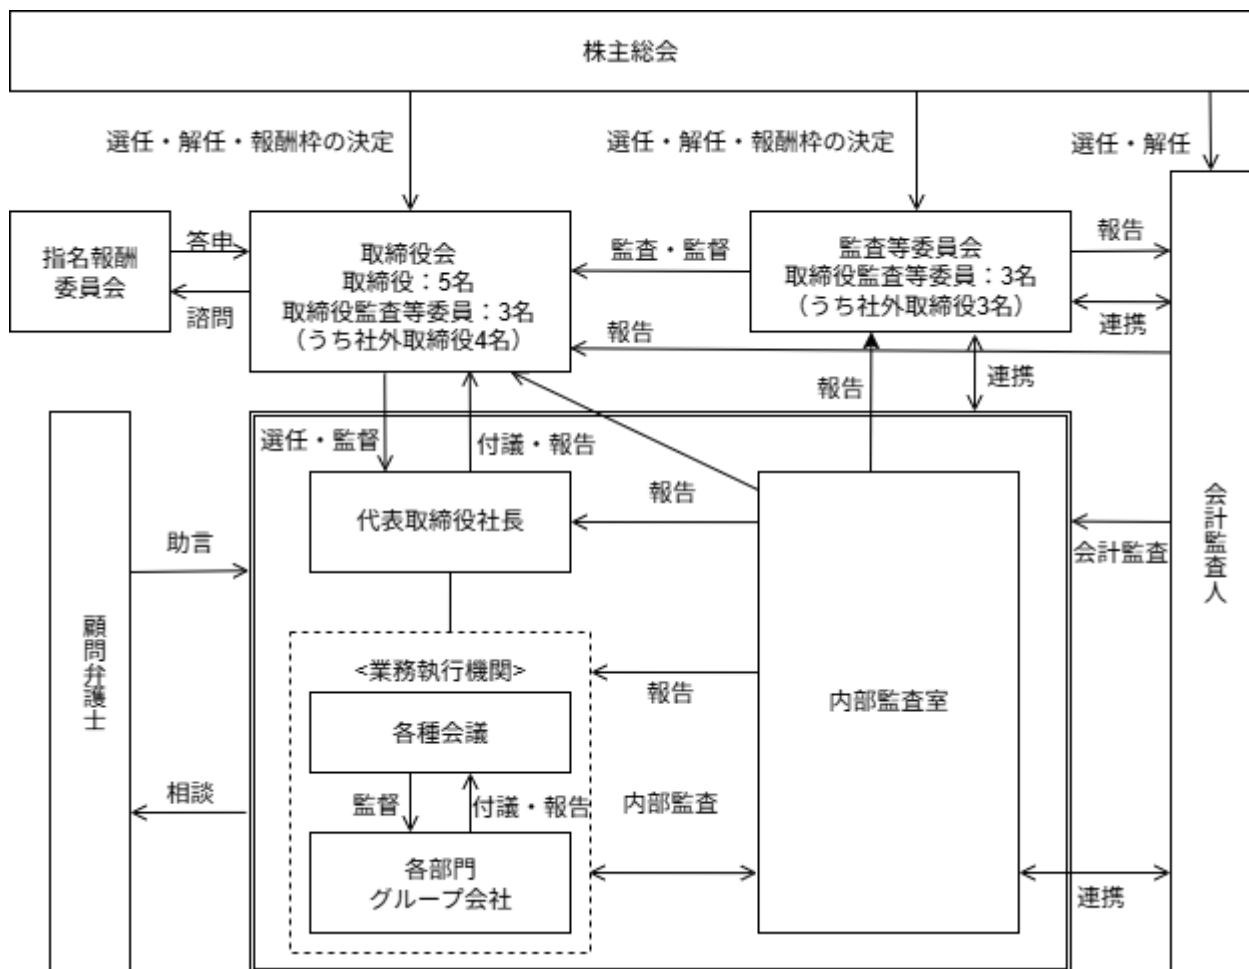 株主総会
選任・解任・報酬枠の決定
選任・解任・報酬枠の決定
選任・解任
指名報酬
委員会
答申
諮問
取締役会
取締役：5名
取締役監査等委員：3名
（うち社外取締役4名）
監査・監督
監査等委員会
取締役監査等委員：3名
（うち社外取締役3名）
報告
連携
報告
報告
連携
選任・監督
付議・報告
代表取締役社長
報告
会計監査人
会計監査
助言
顧問弁護士
相談
<業務執行機関>
報告
各種会議
監督
付議・報告
各部門
グループ会社
内部監査
内部監査室
連携